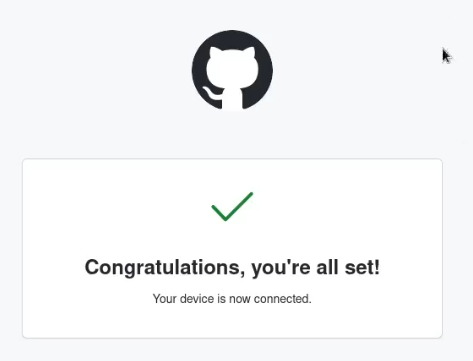 Congratulations, you're all set!
Your device is now connected.